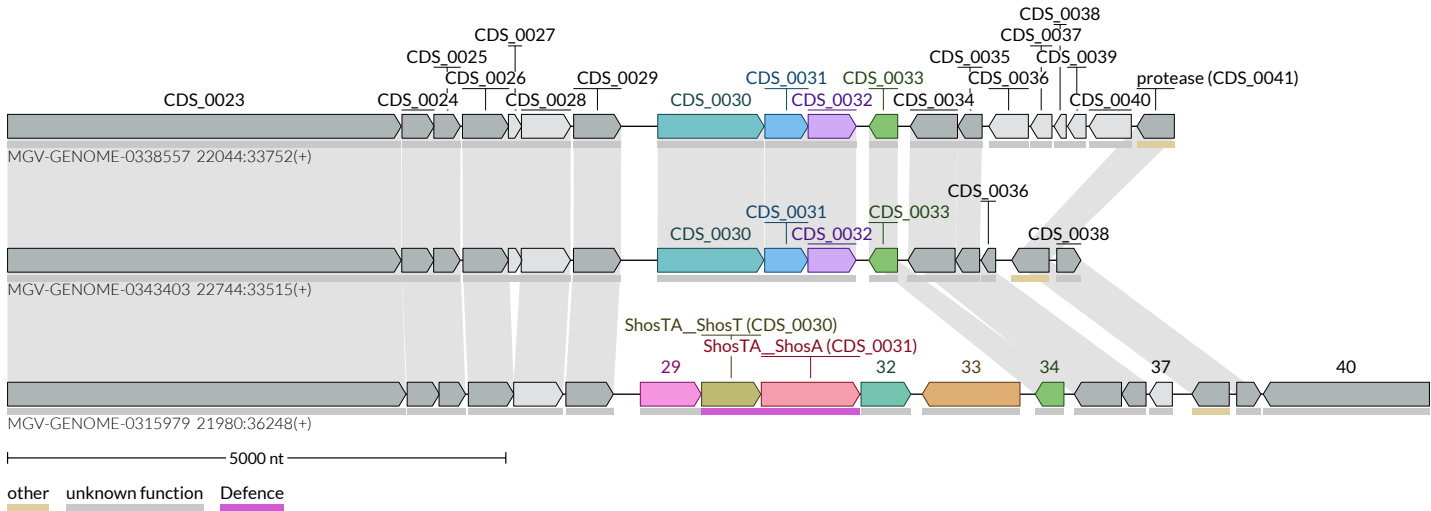 CDS_0038
CDS_0027 CDS_0037
CDS_0025 CDS_0035 CDS_0039
CDS_0026 CDS_0029 CDS_0031 CDS_0033 CDS_0036 protease (CDS_0041)
CDS_0023 CDS_0024 CDS_0028 CDS_0030 CDS_0032 CDS_0034 CDS_0040
MGV-GENOME-0338557 22044:33752(+)
CDS_0036
CDS_0031 CDS_0033
CDS_0030 CDS_0032 CDS_0038
MGV-GENOME-0343403 22744:33515(+)
ShosTA__ShosT (CDS_0030)
ShosTA__ShosA (CDS_0031)
29 32 33 34 37 40
MGV-GENOME-0315979 21980:36248(+)
5000 nt
other unknown function Defence